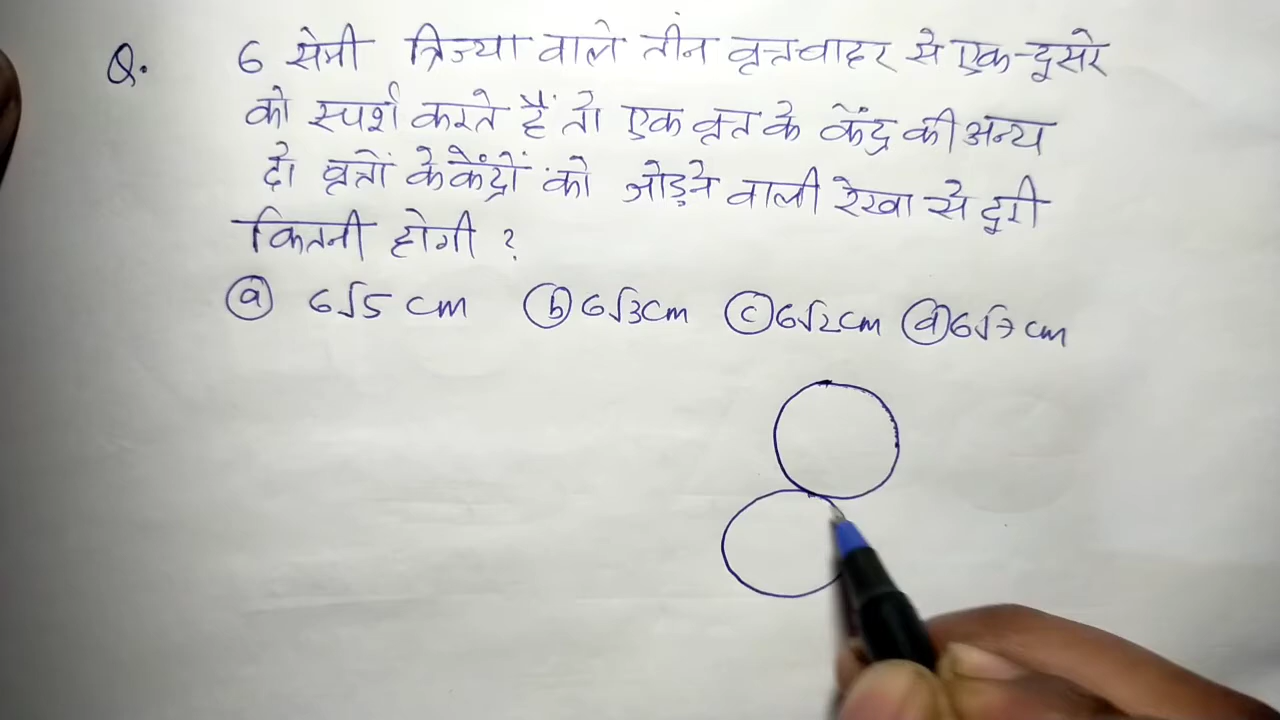 Q. 6 सेमी त्रिज्या वाले तीन वृत्त बाहर से एक-दूसरे
को स्पर्श करते हैं तो एक वृत्त के केंद्र की अन्य
दो वृत्तों के केंद्रों को जोड़ने वाली रेखा से दूरी
कितनी होगी ?
(a) 6√5 cm (b) 6√3 cm (c) 6√2 cm (d) 6√7 cm